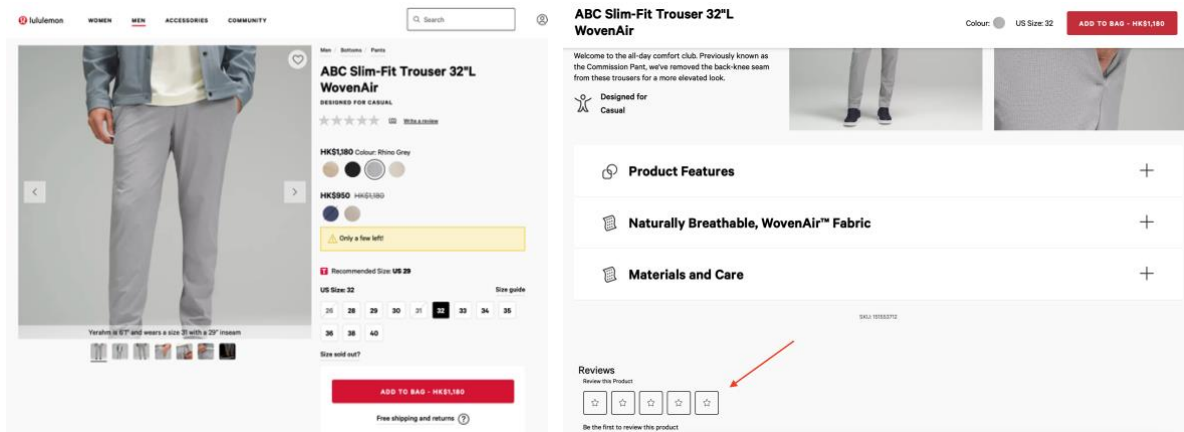 lululemon
WOMEN
MEN
ACCESSORIES
COMMUNITY
Search
Men / Bottoms / Pants
ABC Slim-Fit Trouser 32"L
WovenAir
DESIGNED FOR CASUAL
Write a review
HK$1,180 Colour: Rhino Grey
HK$950 HK$1,180
Only a few left!
T Recommended Size: US 29
US Size: 32
Size guide
26 28 29 30 31 32 33 34 35
36 38 40
Size sold out?
ADD TO BAG - HK$1,180
Free shipping and returns ?
Yerahm is 6'1" and wears a size 31 with a 29" inseam
ABC Slim-Fit Trouser 32"L
WovenAir
Colour:
US Size: 32
ADD TO BAG - HK$1,180
Welcome to the all-day comfort club. Previously known as
the Commission Pant, we've removed the back-knee seam
from these trousers for a more elevated look.
Designed for
Casual
Product Features
Naturally Breathable, WovenAir™ Fabric
Materials and Care
Reviews
Review this Product
Be the first to review this product